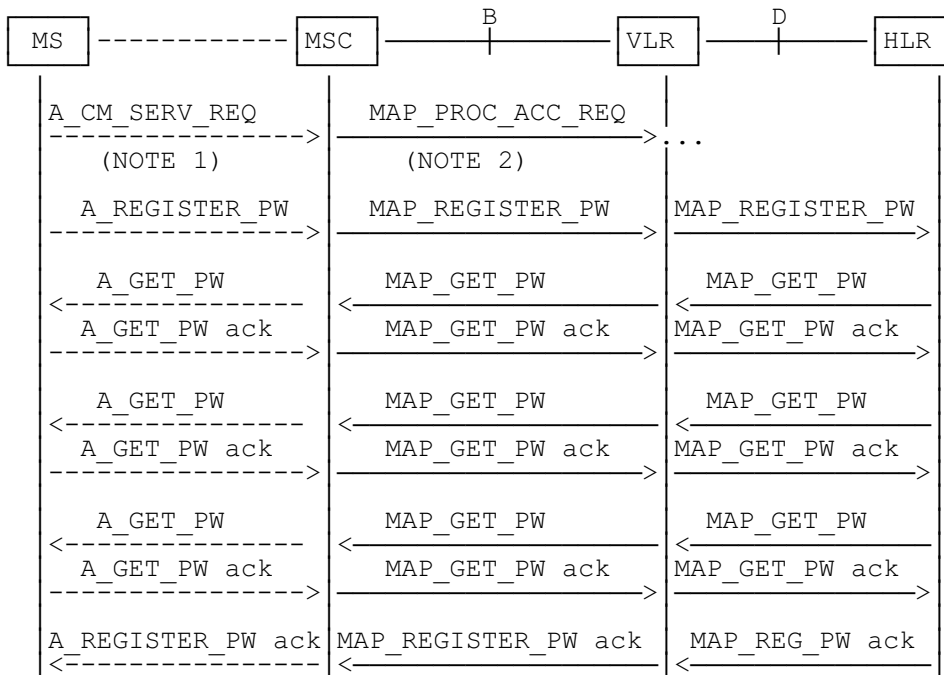 B D
MS MSC VLR HLR
A_CM_SERV_REQ MAP_PROC_ACC_REQ
...
(NOTE 1) (NOTE 2)
A_REGISTER_PW MAP_REGISTER_PW MAP_REGISTER_PW
A_GET_PW MAP_GET_PW MAP_GET_PW
A_GET_PW ack MAP_GET_PW ack MAP_GET_PW ack
A_GET_PW MAP_GET_PW MAP_GET_PW
A_GET_PW ack MAP_GET_PW ack MAP_GET_PW ack
A_GET_PW MAP_GET_PW MAP_GET_PW
A_GET_PW ack MAP_GET_PW ack MAP_GET_PW ack
A_REGISTER_PW ack MAP_REGISTER_PW ack MAP_REG_PW ack